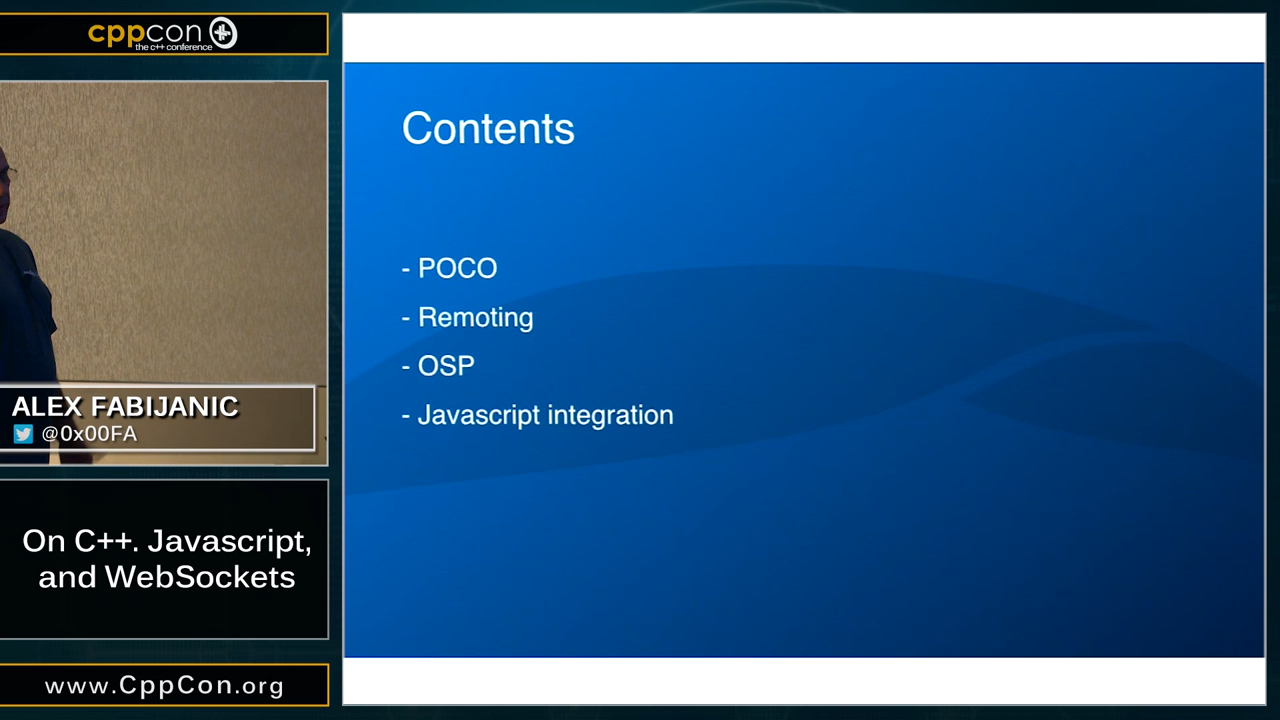 cppcon
the c++ conference
ALEX FABIJANIC
@0x00FA
On C++. Javascript,
and WebSockets
www.CppCon.org
Contents
- POCO
- Remoting
- OSP
- Javascript integration